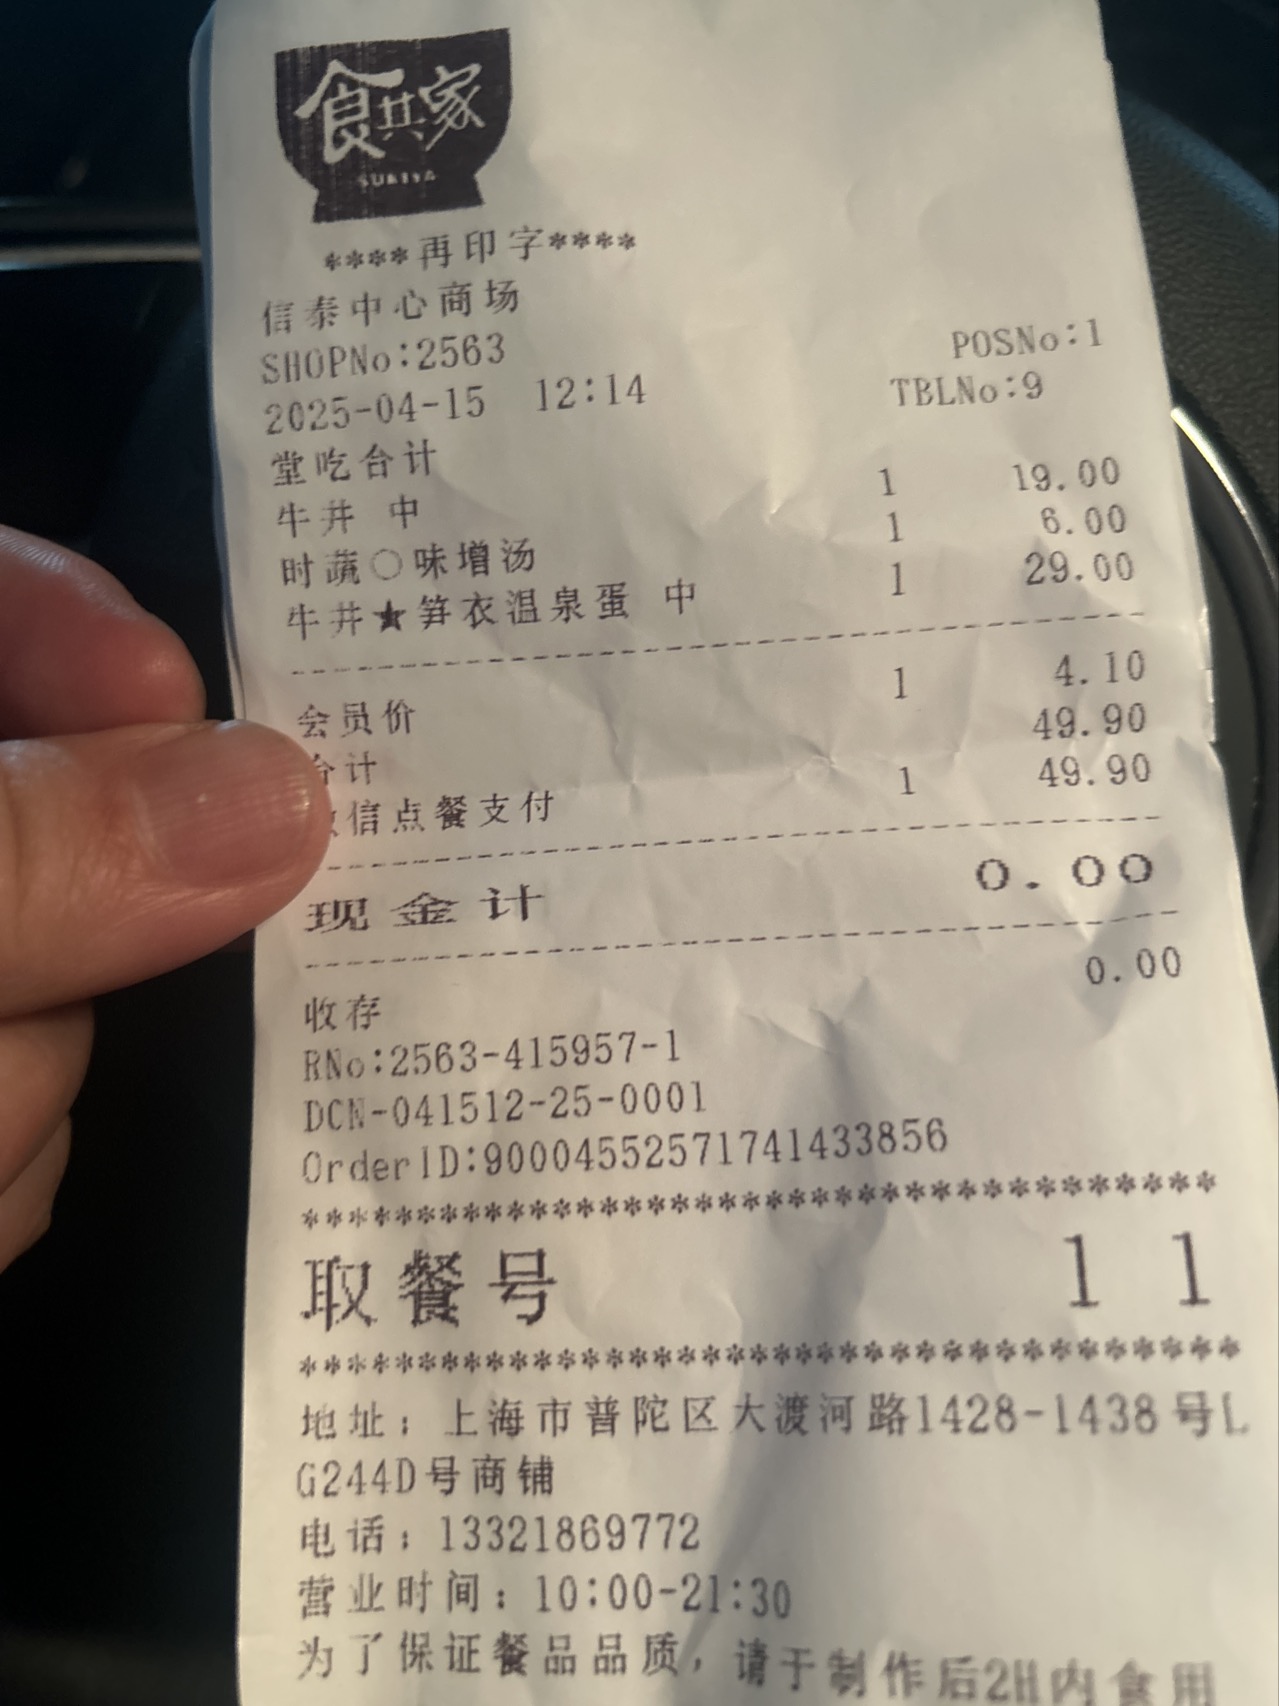 食其家
SUKIYA
****再印字****
信泰中心商场
SHOPNo:2563 POSNo:1
2025-04-15 12:14 TBLNo:9
堂吃合计
牛丼 中 1 19.00
时蔬〇味增汤 1 6.00
牛丼★笋衣温泉蛋 中 1 29.00
会员价 1 4.10
合计 49.90
信点餐支付 1 49.90
现金计 0.00
收存 0.00
RNo:2563-415957-1
DCN-041512-25-0001
OrderID:90004552571741433856
**************************************
取餐号 11
**************************************
地址：上海市普陀区大渡河路1428-1438号L
G244D号商铺
电话：13321869772
营业时间：10:00-21:30
为了保证餐品品质，请于制作后2H内食用